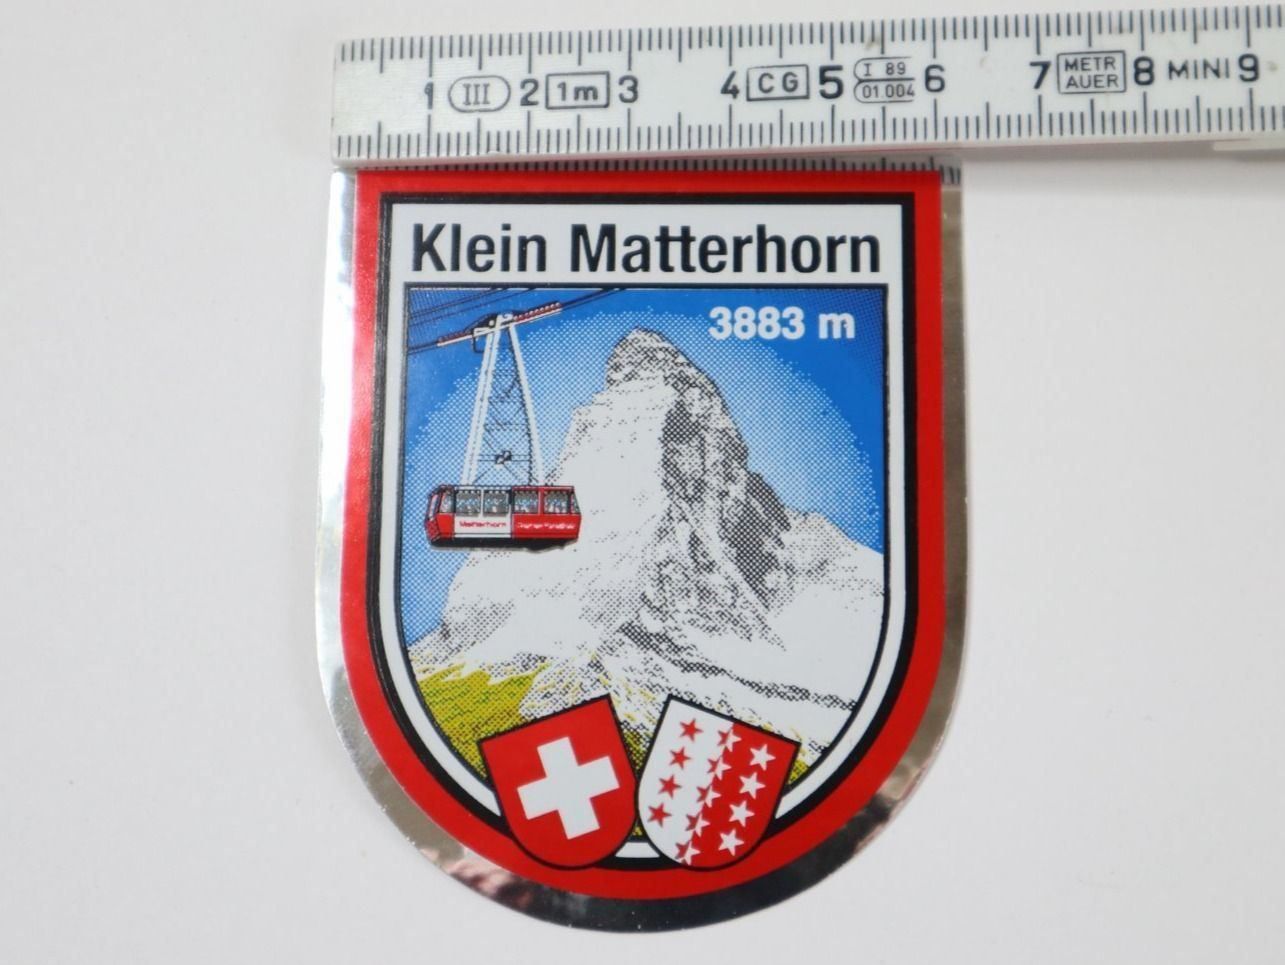 1 III 2 1m 3 4 CG 5 I 89 01 004 6 7 METR AUER 8 MINI 9
Klein Matterhorn
3883 m
Matterhorn